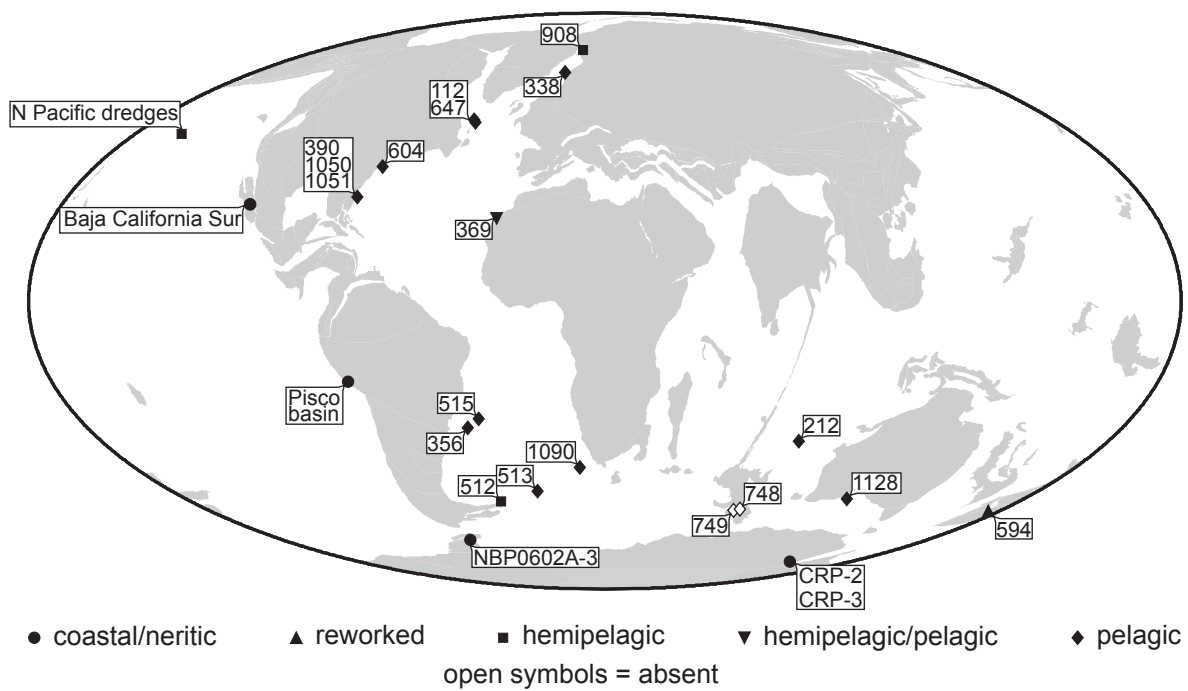 908
338
112
647
N Pacific dredges
390
1050
1051
604
Baja California Sur
369
Pisco
basin
515
356
212
1090
513
512
748
749
1128
594
NBP0602A-3
CRP-2
CRP-3
coastal/neritic
reworked
hemipelagic
hemipelagic/pelagic
pelagic
open symbols = absent